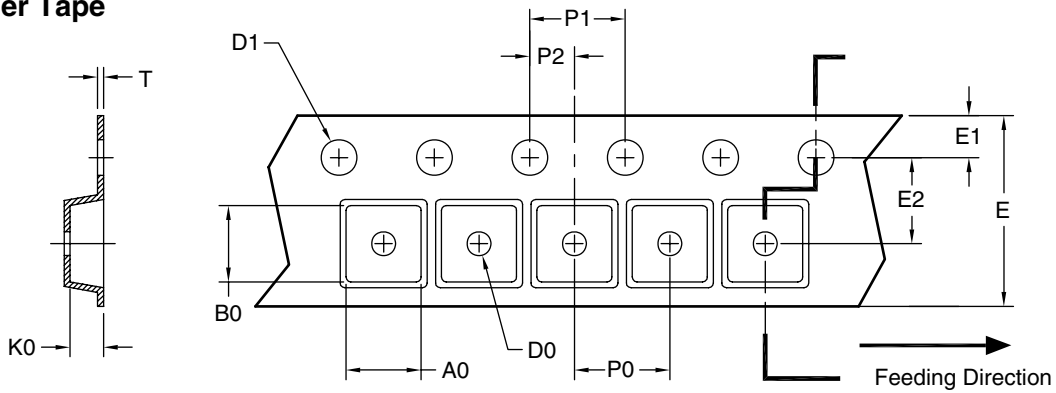 er Tape
P1
D1
P2
T
E1
E2
E
B0
K0
D0
A0
P0
Feeding Direction